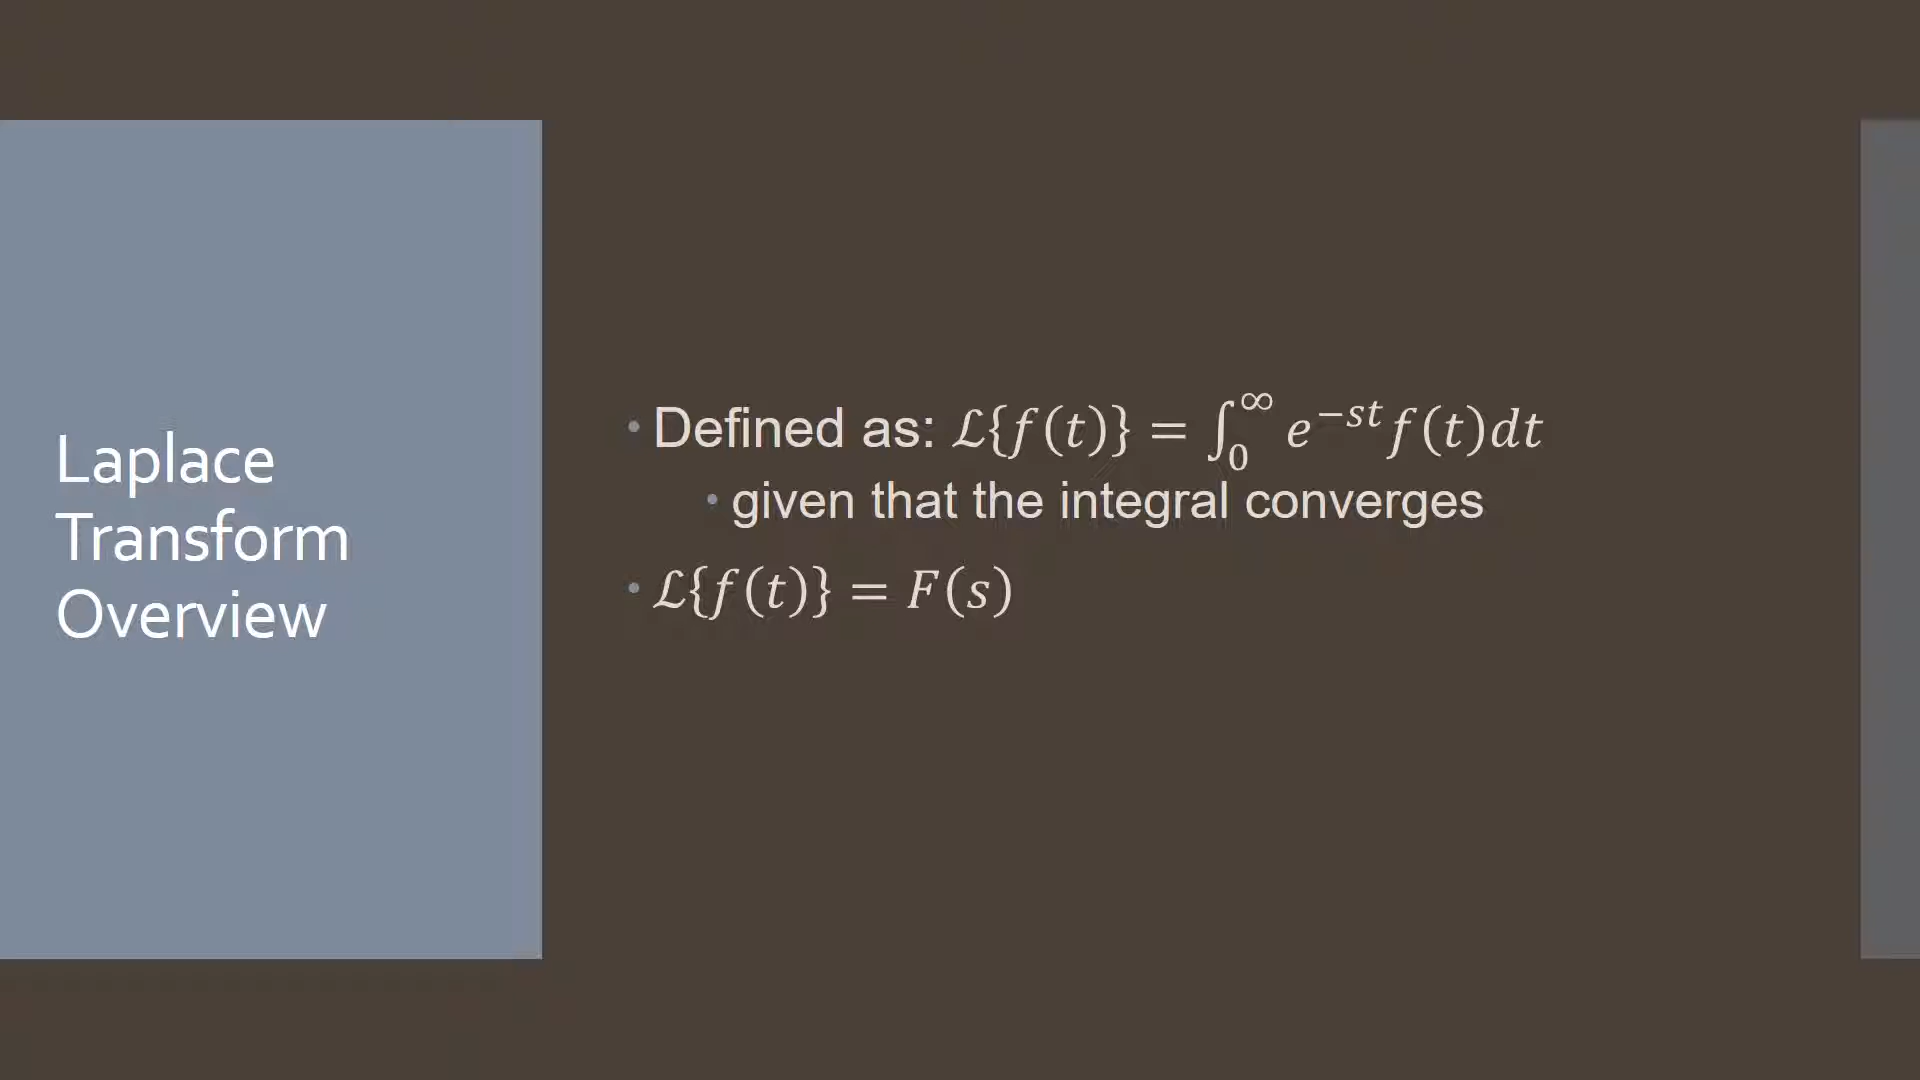 Laplace
Transform
Overview
• Defined as: ℒ{f(t)} = ∫₀^∞ e^{−st} f(t)dt
• given that the integral converges
• ℒ{f(t)} = F(s)